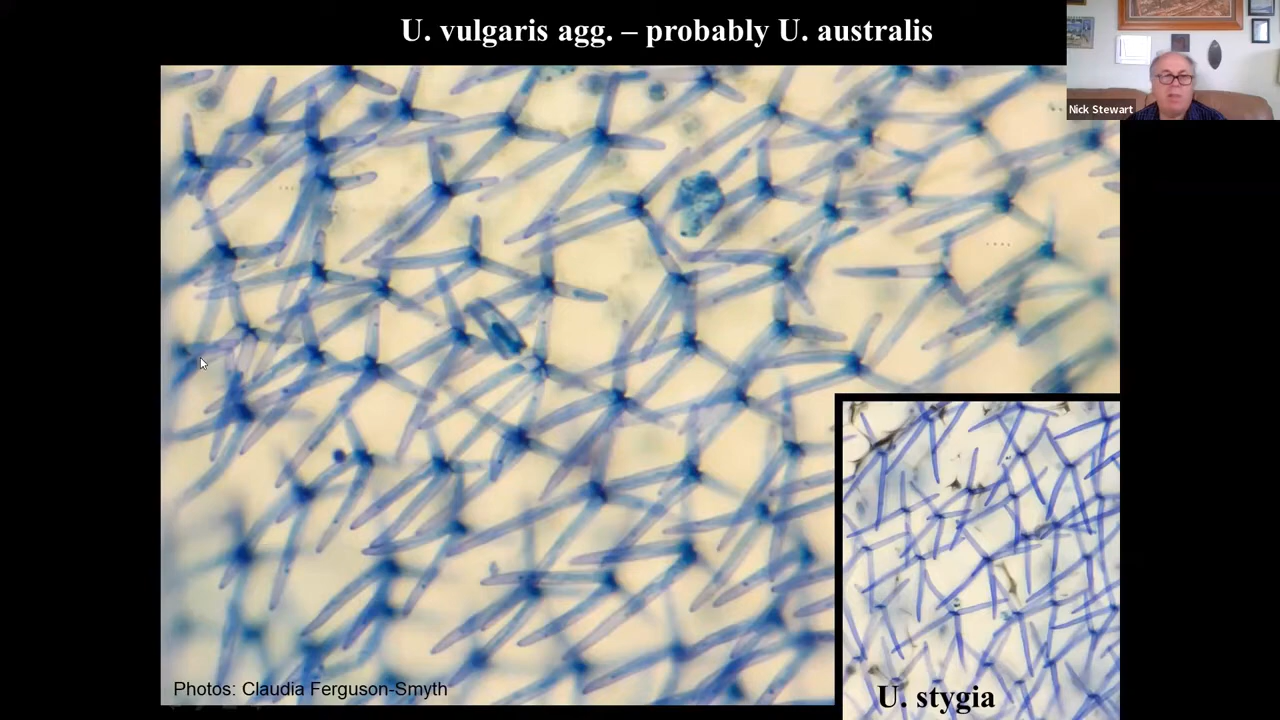 U. vulgaris agg. – probably U. australis
Nick Stewart
Photos: Claudia Ferguson-Smyth
U. stygia